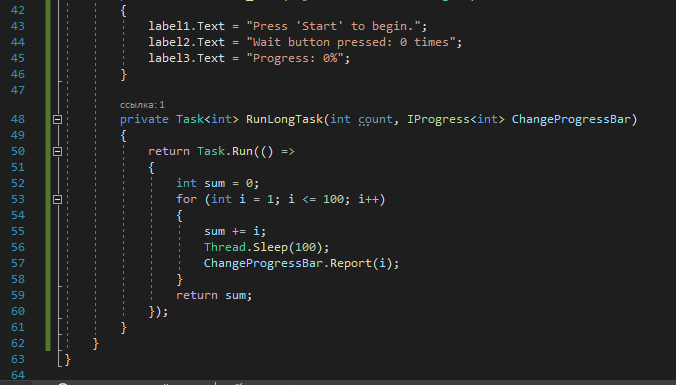 42 {
43 label1.Text = "Press 'Start' to begin.";
44 label2.Text = "Wait button pressed: 0 times";
45 label3.Text = "Progress: 0%";
46 }
47
ссылка: 1
48 private Task<int> RunLongTask(int count, IProgress<int> ChangeProgressBar)
49 {
50 return Task.Run(() =>
51 {
52 int sum = 0;
53 for (int i = 1; i <= 100; i++)
54 {
55 sum += i;
56 Thread.Sleep(100);
57 ChangeProgressBar.Report(i);
58 }
59 return sum;
60 });
61 }
62 }
63 }
64